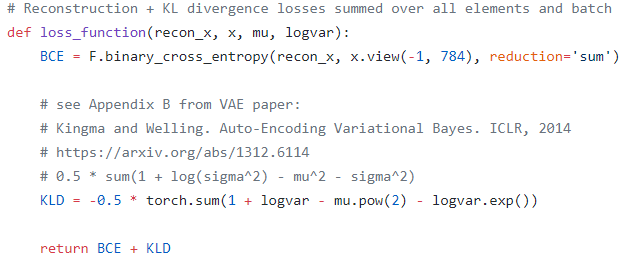 # Reconstruction + KL divergence losses summed over all elements and batch
def loss_function(recon_x, x, mu, logvar):
    BCE = F.binary_cross_entropy(recon_x, x.view(-1, 784), reduction='sum')

    # see Appendix B from VAE paper:
    # Kingma and Welling. Auto-Encoding Variational Bayes. ICLR, 2014
    # https://arxiv.org/abs/1312.6114
    # 0.5 * sum(1 + log(sigma^2) - mu^2 - sigma^2)
    KLD = -0.5 * torch.sum(1 + logvar - mu.pow(2) - logvar.exp())

    return BCE + KLD